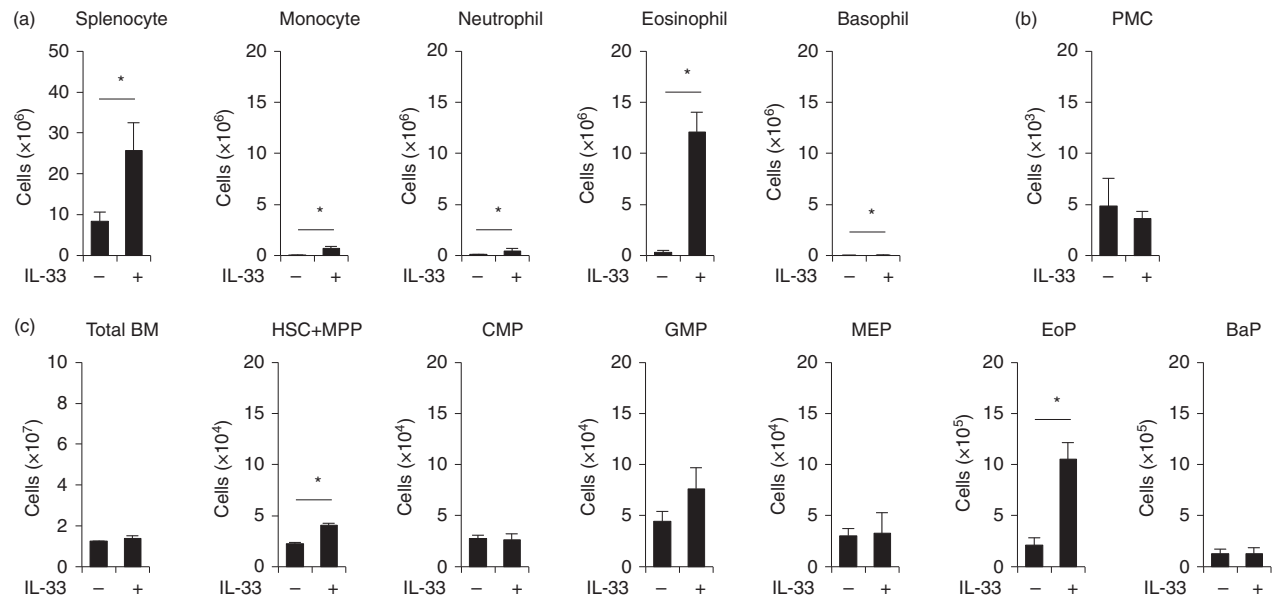 (a) Splenocyte Monocyte Neutrophil Eosinophil Basophil (b) PMC
50 20 20 20 20 20
40 15 15 15 15 15
30 10 10 10 10 10
20 5 5 5 5 5
10 0 0 0 0 0
0
Cells (×10⁶) Cells (×10⁶) Cells (×10⁶) Cells (×10⁶) Cells (×10⁶) Cells (×10³)
* * * * *
IL-33 – + IL-33 – + IL-33 – + IL-33 – + IL-33 – + IL-33 – +
(c) Total BM HSC+MPP CMP GMP MEP EoP BaP
10 20 20 20 20 20 20
8 15 15 15 15 15 15
6 10 10 10 10 10 10
4 5 5 5 5 5 5
2 0 0 0 0 0 0
0
Cells (×10⁷) Cells (×10⁴) Cells (×10⁴) Cells (×10⁴) Cells (×10⁴) Cells (×10⁵) Cells (×10⁵)
* *
IL-33 – + IL-33 – + IL-33 – + IL-33 – + IL-33 – + IL-33 – + IL-33 – +